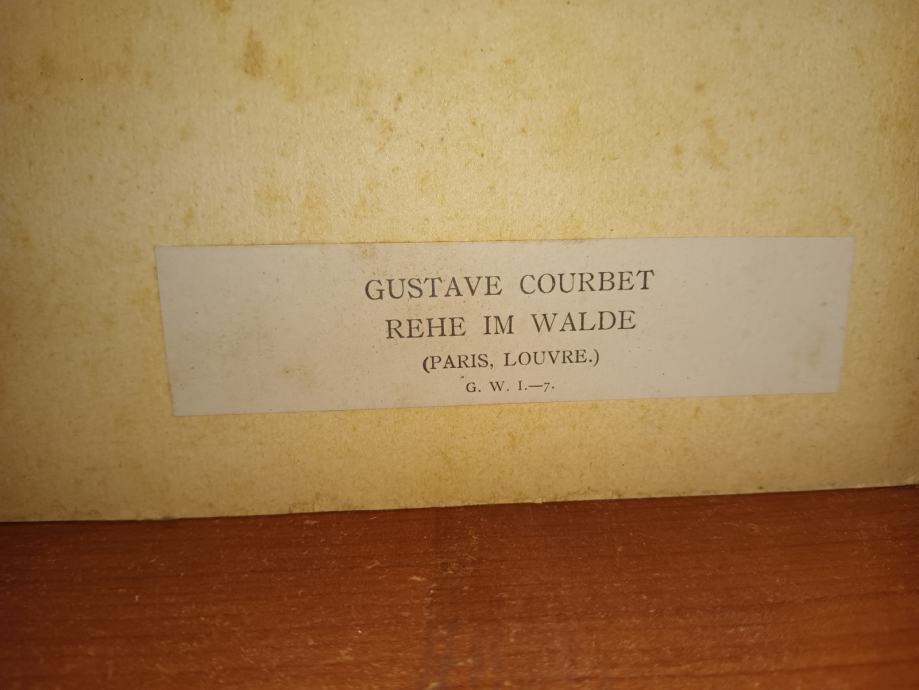 GUSTAVE COURBET
REHE IM WALDE
(PARIS, LOUVRE.)
G. W. I.—7.